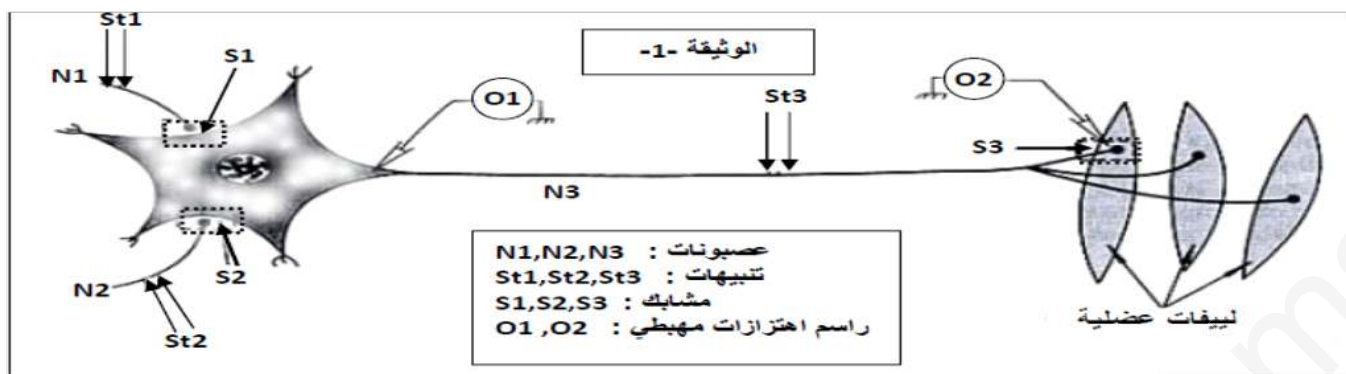 St1
S1
N1
الوثيقة -1-
O1
St3
O2
S3
N3
N2
S2
St2
N1,N2,N3 : عصبونات
St1,St2,St3 : تنبيهات
S1,S2,S3 : مشابك
O1 ,O2 : راسم اهتزازات مهبطي
لييفات عضلية